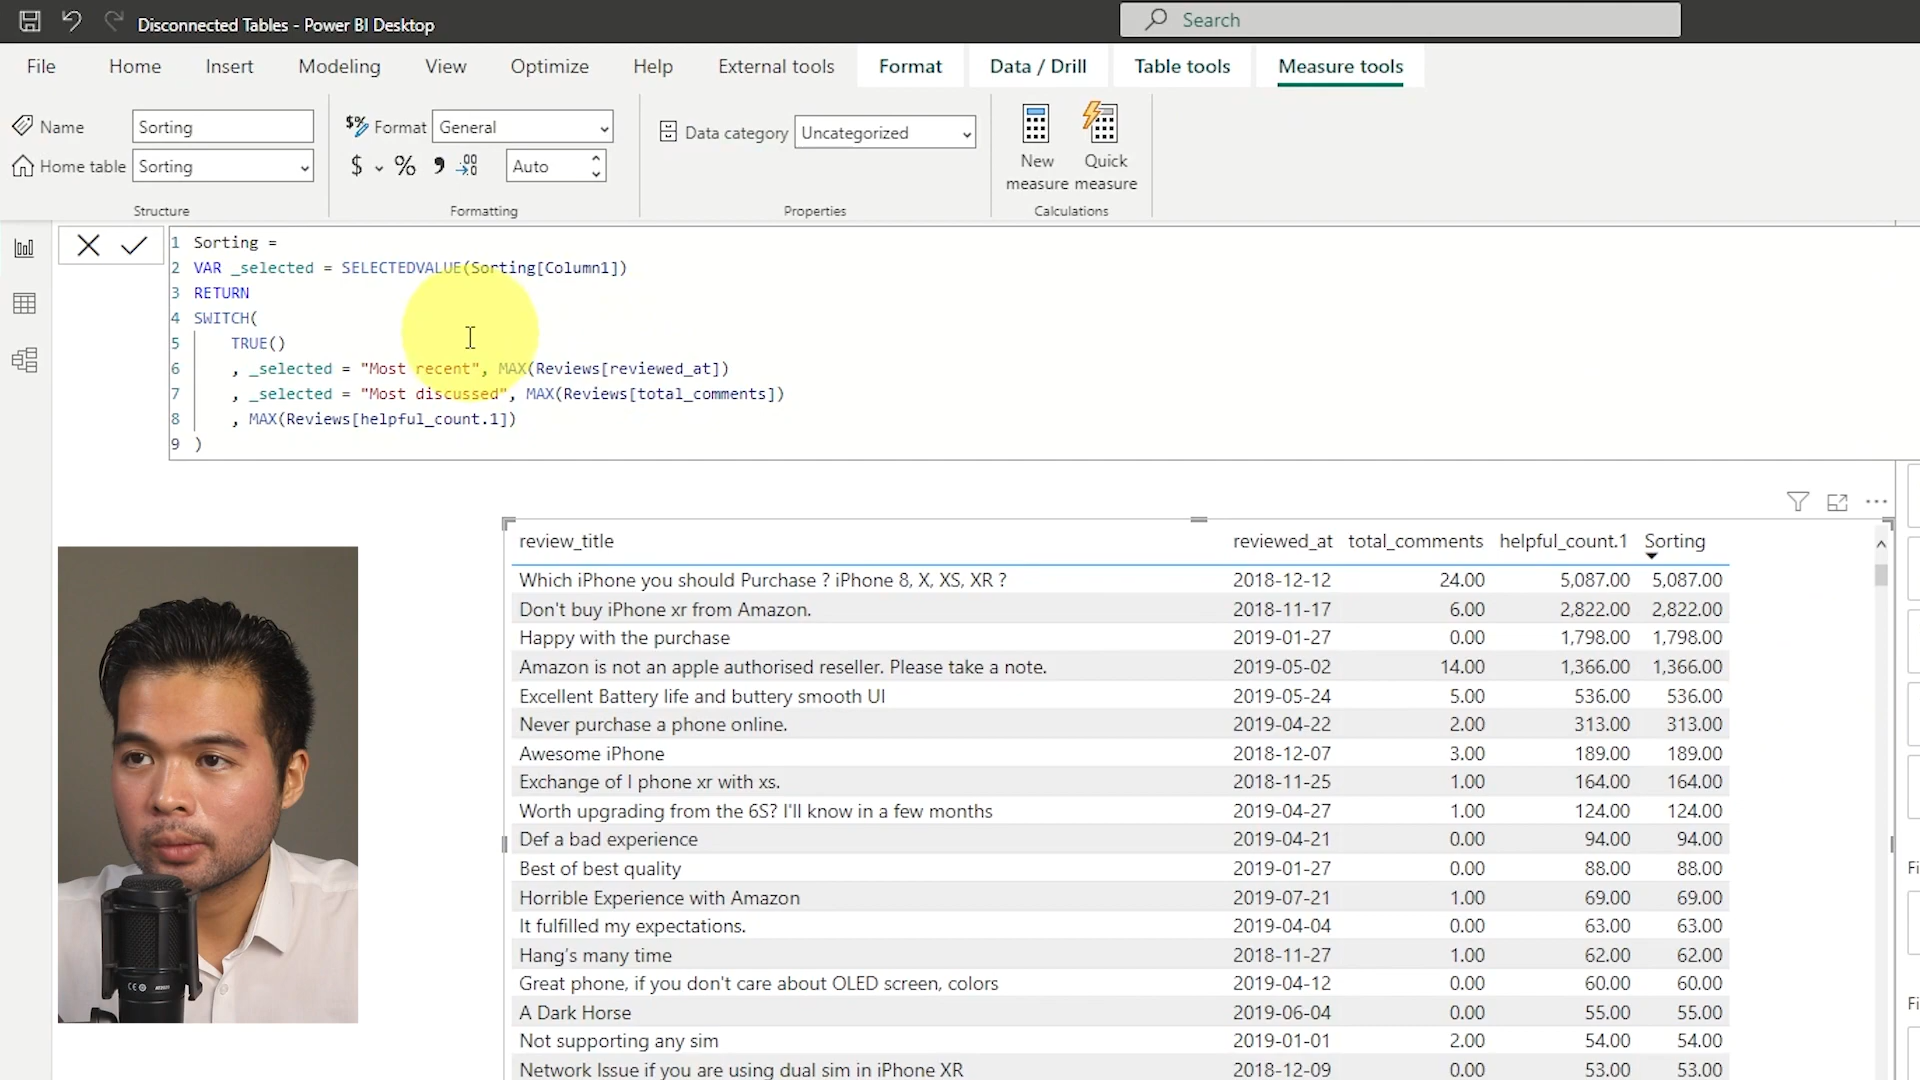 Disconnected Tables - Power BI Desktop
Search
File Home Insert Modeling View Optimize Help External tools Format Data / Drill Table tools Measure tools
Name Sorting
Home table Sorting
Structure
$% Format General
$ % , .00 Auto
Formatting
Data category Uncategorized
Properties
New measure
Quick measure
Calculations
1 Sorting =
2 VAR _selected = SELECTEDVALUE(Sorting[Column1])
3 RETURN
4 SWITCH(
5 TRUE()
6 , _selected = "Most recent", MAX(Reviews[reviewed_at])
7 , _selected = "Most discussed", MAX(Reviews[total_comments])
8 , MAX(Reviews[helpful_count.1])
9 )
review_title reviewed_at total_comments helpful_count.1 Sorting
Which iPhone you should Purchase ? iPhone 8, X, XS, XR ? 2018-12-12 24.00 5,087.00 5,087.00
Don't buy iPhone xr from Amazon. 2018-11-17 6.00 2,822.00 2,822.00
Happy with the purchase 2019-01-27 0.00 1,798.00 1,798.00
Amazon is not an apple authorised reseller. Please take a note. 2019-05-02 14.00 1,366.00 1,366.00
Excellent Battery life and buttery smooth UI 2019-05-24 5.00 536.00 536.00
Never purchase a phone online. 2019-04-22 2.00 313.00 313.00
Awesome iPhone 2018-12-07 3.00 189.00 189.00
Exchange of I phone xr with xs. 2018-11-25 1.00 164.00 164.00
Worth upgrading from the 6S? I'll know in a few months 2019-04-27 1.00 124.00 124.00
Def a bad experience 2019-04-21 0.00 94.00 94.00
Best of best quality 2019-01-27 0.00 88.00 88.00
Horrible Experience with Amazon 2019-07-21 1.00 69.00 69.00
It fulfilled my expectations. 2019-04-04 0.00 63.00 63.00
Hang’s many time 2018-11-27 1.00 62.00 62.00
Great phone, if you don't care about OLED screen, colors 2019-04-12 0.00 60.00 60.00
A Dark Horse 2019-06-04 0.00 55.00 55.00
Not supporting any sim 2019-01-01 2.00 54.00 54.00
Network Issue if you are using dual sim in iPhone XR 2018-12-09 0.00 53.00 53.00